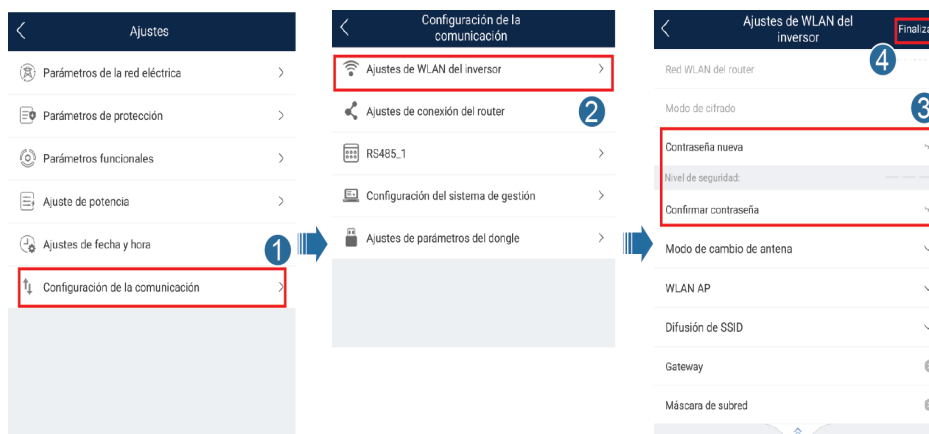 Ajustes
Parámetros de la red eléctrica
Parámetros de protección
Parámetros funcionales
Ajuste de potencia
Ajustes de fecha y hora
1
Configuración de la comunicación
Configuración de la
comunicación
Ajustes de WLAN del inversor
2
Ajustes de conexión del router
RS485_1
Configuración del sistema de gestión
Ajustes de parámetros del dongle
Ajustes de WLAN del
inversor
Finaliza
4
Red WLAN del router
Modo de cifrado
3
Contraseña nueva
Nivel de seguridad:
Confirmar contraseña
Modo de cambio de antena
WLAN AP
Difusión de SSID
Gateway
Máscara de subred